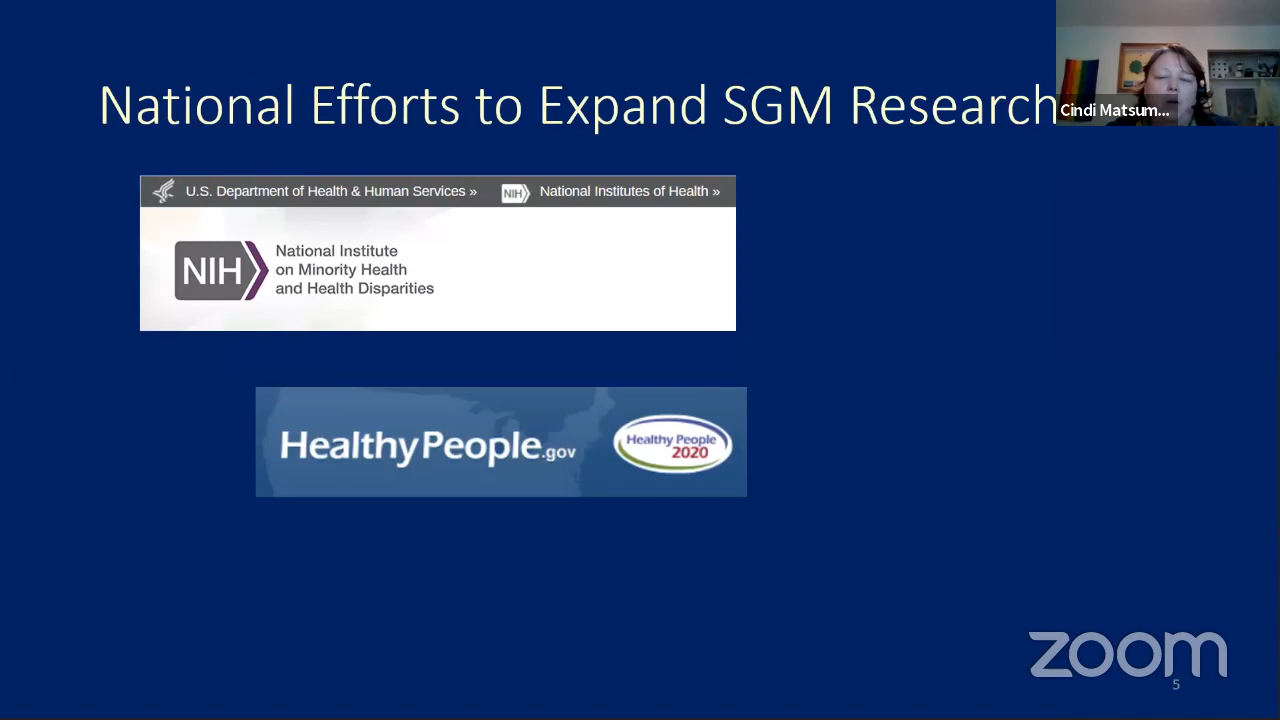 National Efforts to Expand SGM Research
Cindi Matsum...
U.S. Department of Health & Human Services » NIH National Institutes of Health »
NIH
National Institute
on Minority Health
and Health Disparities
HealthyPeople.gov
Healthy People
2020
zoom
5